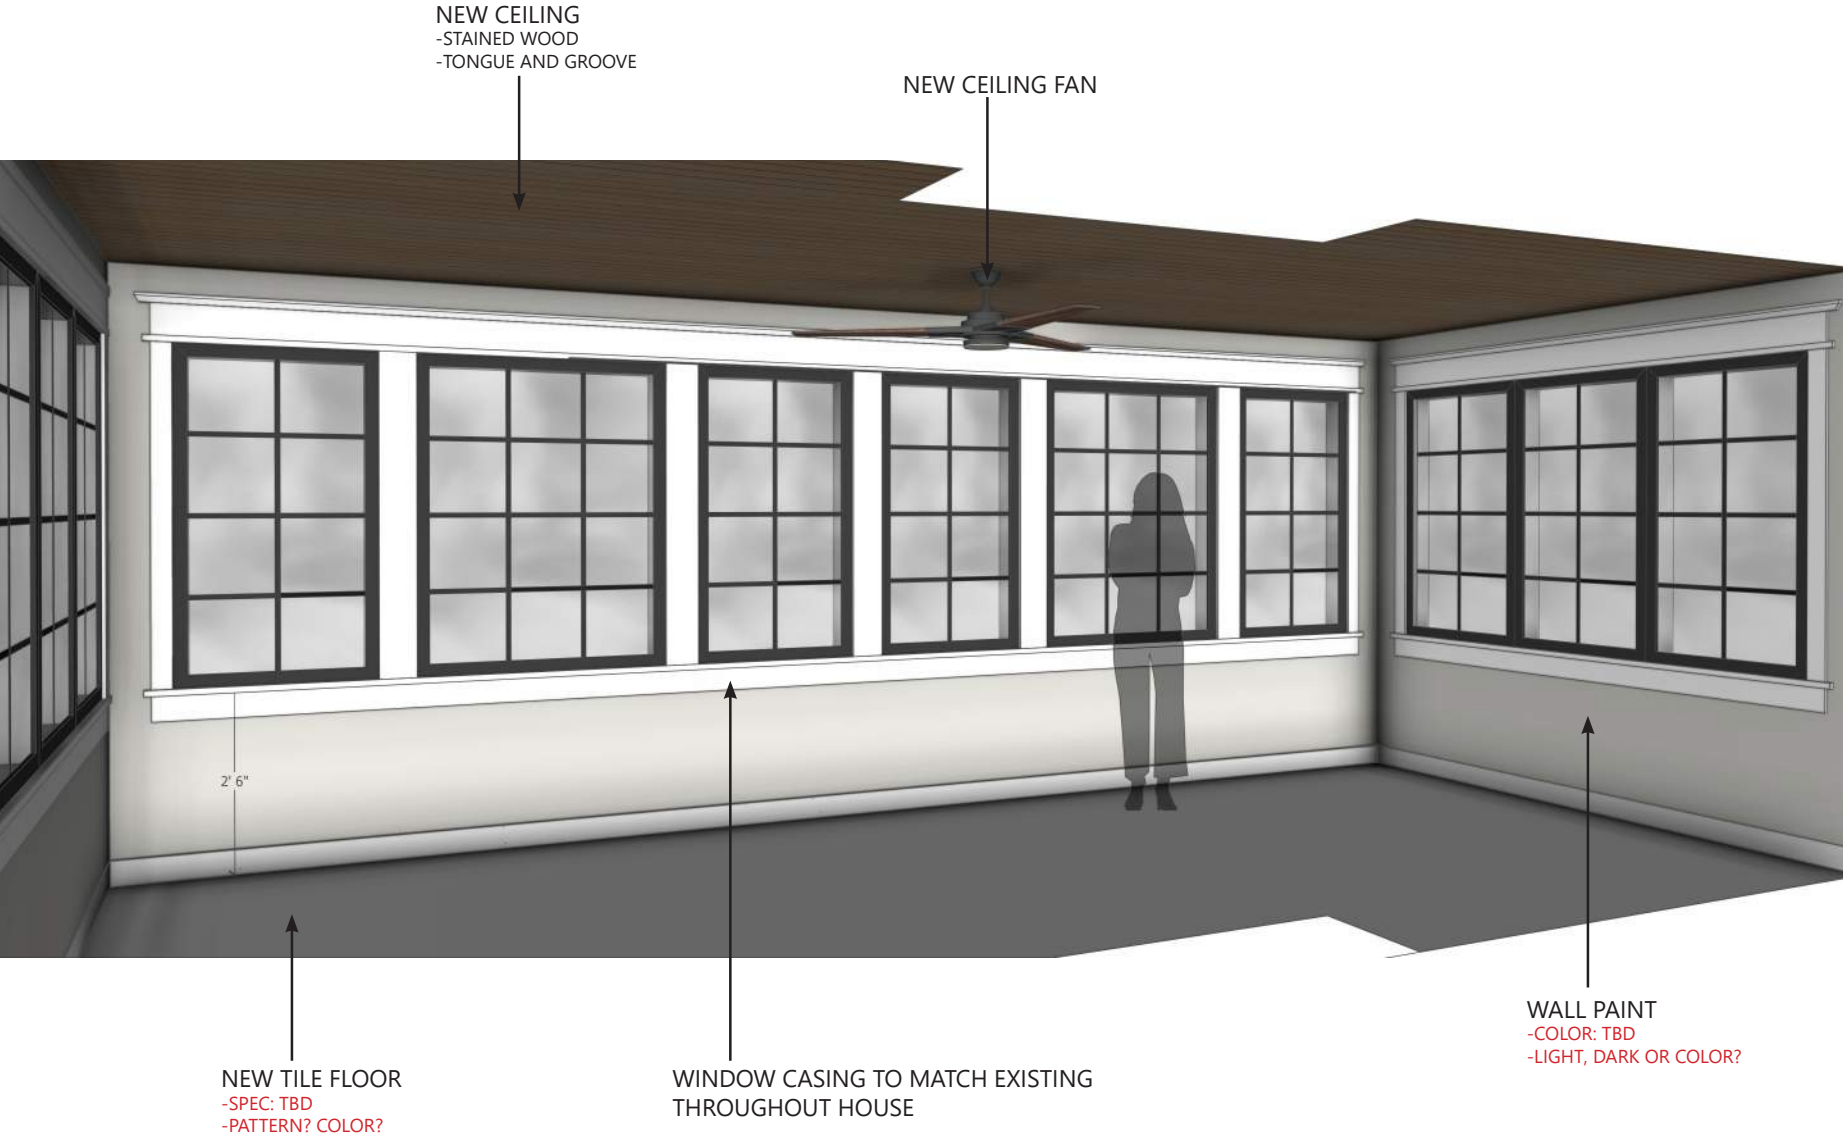 NEW CEILING
-STAINED WOOD
-TONGUE AND GROOVE
NEW CEILING FAN
2' 6"
WALL PAINT
-COLOR: TBD
-LIGHT, DARK OR COLOR?
NEW TILE FLOOR
-SPEC: TBD
-PATTERN? COLOR?
WINDOW CASING TO MATCH EXISTING
THROUGHOUT HOUSE